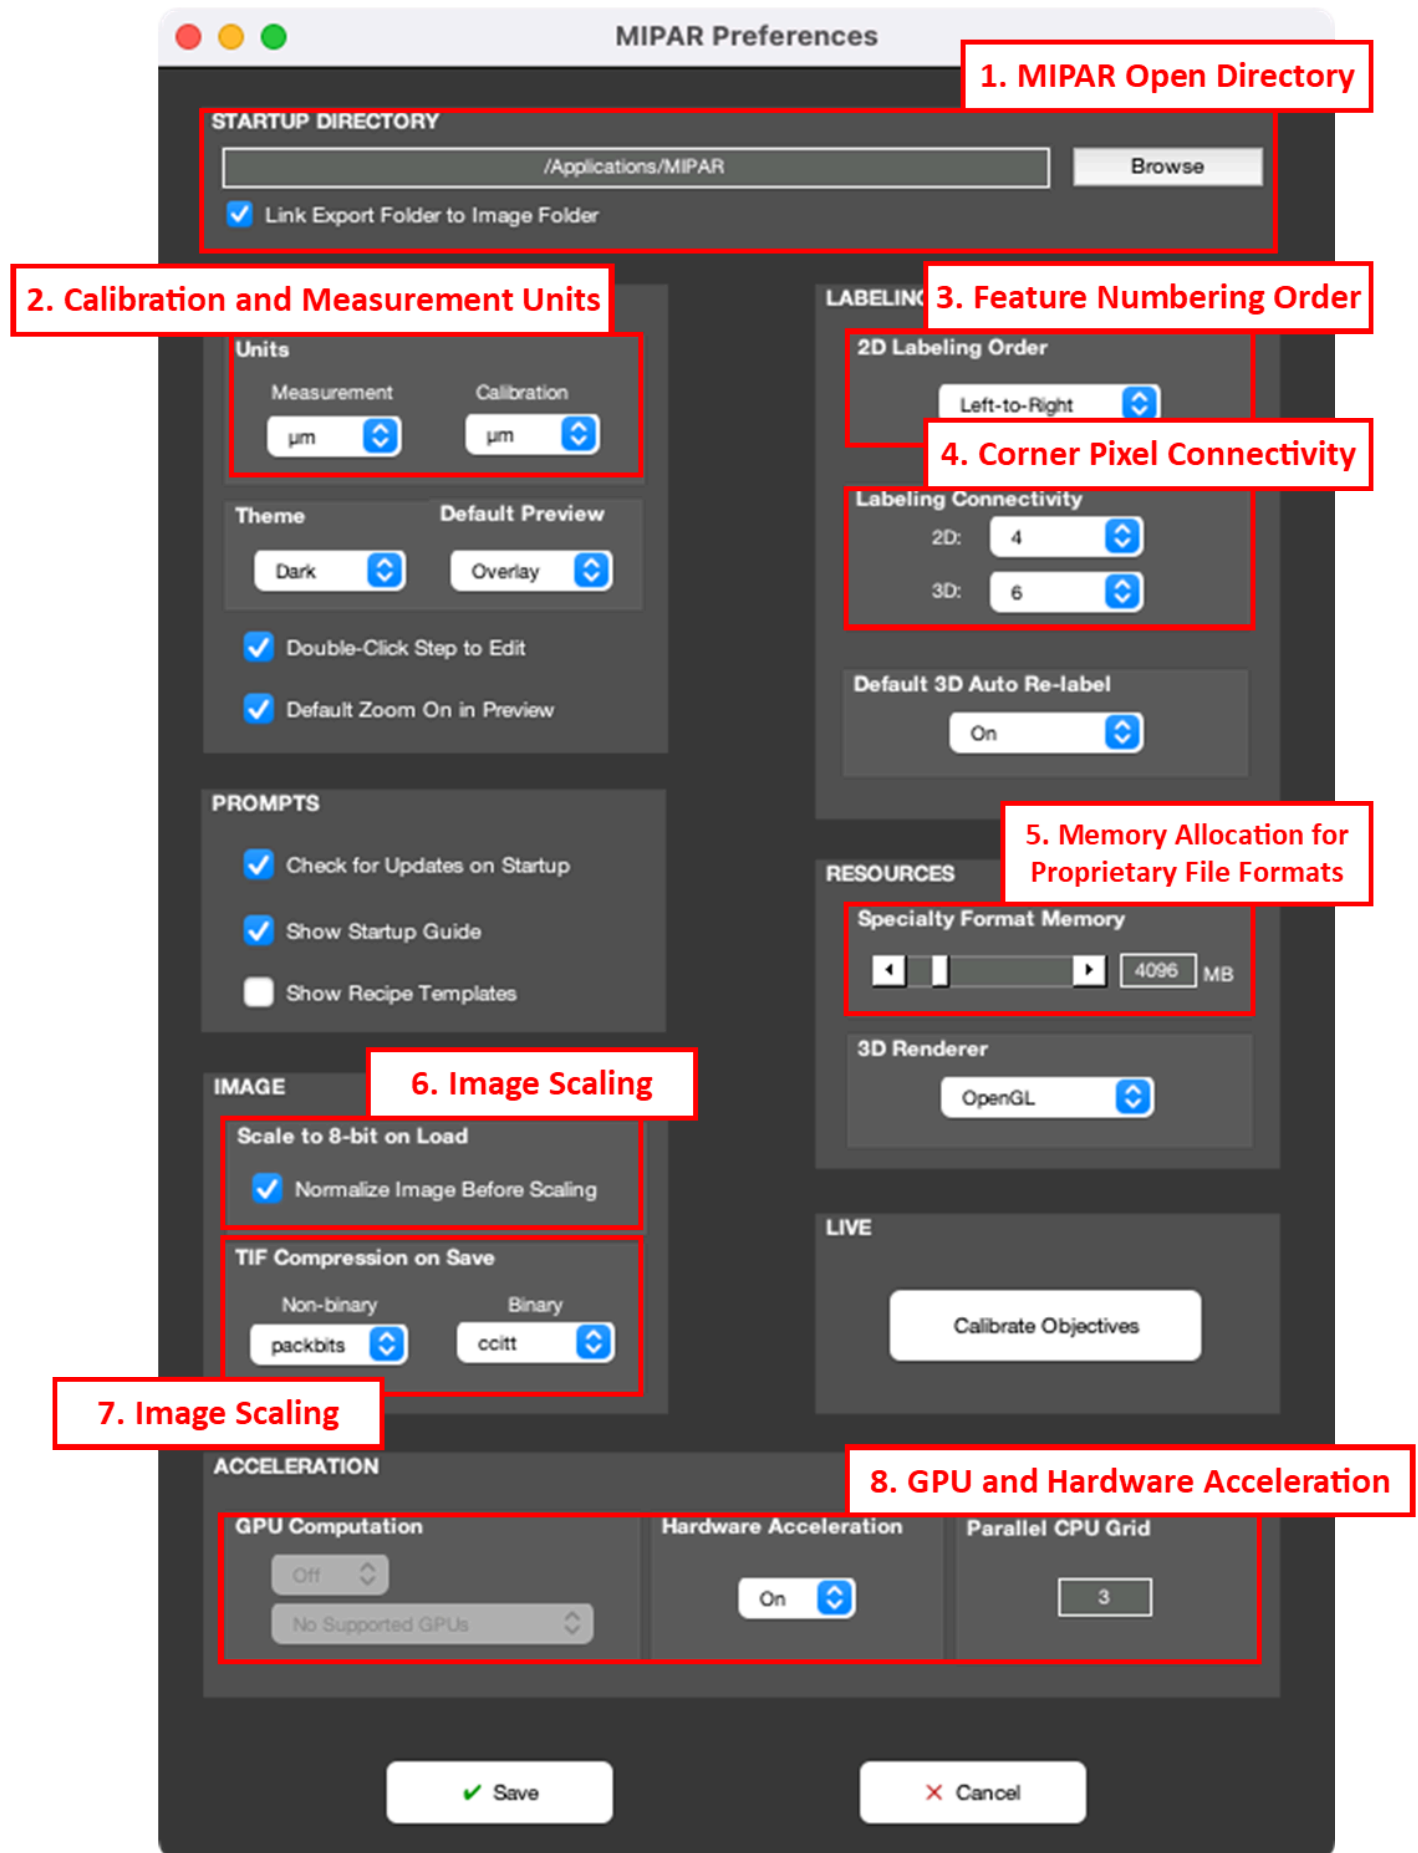 MIPAR Preferences
1. MIPAR Open Directory
STARTUP DIRECTORY
/Applications/MIPAR
Browse
Link Export Folder to Image Folder
2. Calibration and Measurement Units
Units
Measurement
Calibration
µm
µm
Theme
Default Preview
Dark
Overlay
Double-Click Step to Edit
Default Zoom On in Preview
LABELING
3. Feature Numbering Order
2D Labeling Order
Left-to-Right
4. Corner Pixel Connectivity
Labeling Connectivity
2D:
4
3D:
6
Default 3D Auto Re-label
On
PROMPTS
Check for Updates on Startup
Show Startup Guide
Show Recipe Templates
5. Memory Allocation for
Proprietary File Formats
RESOURCES
Specialty Format Memory
4096
MB
3D Renderer
OpenGL
IMAGE
6. Image Scaling
Scale to 8-bit on Load
Normalize Image Before Scaling
TIF Compression on Save
Non-binary
Binary
packbits
ccitt
7. Image Scaling
LIVE
Calibrate Objectives
ACCELERATION
8. GPU and Hardware Acceleration
GPU Computation
Off
No Supported GPUs
Hardware Acceleration
On
Parallel CPU Grid
3
Save
Cancel